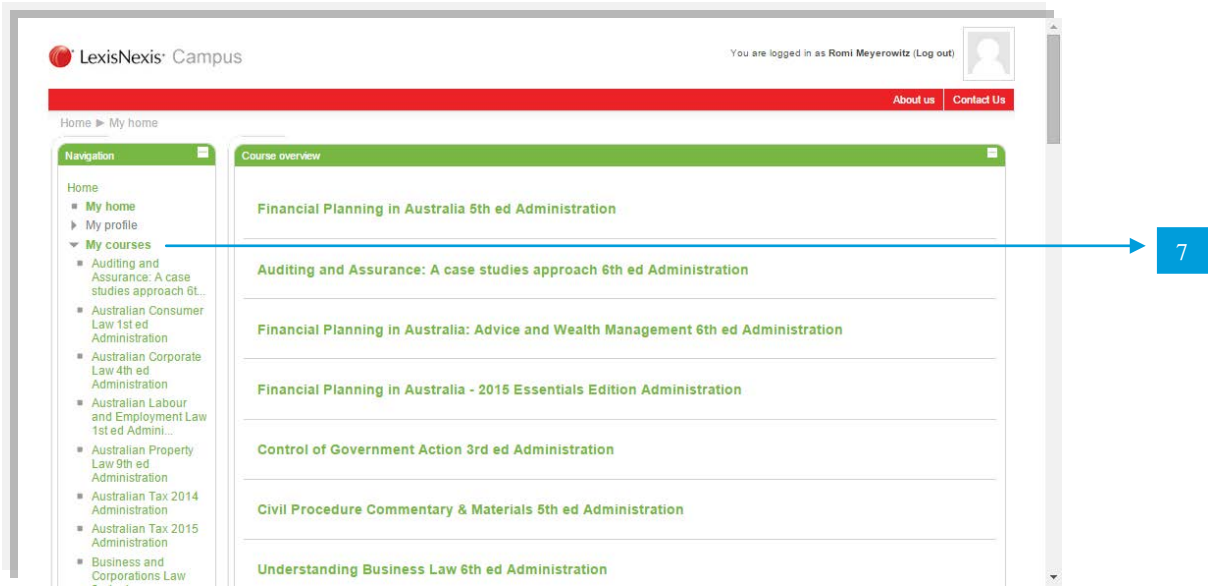 LexisNexis® Campus
You are logged in as Romi Meyerowitz (Log out)
About us
Contact Us
Home ► My home
Navigation
Home
My home
My profile
My courses
Auditing and
Assurance: A case
studies approach 6t...
Australian Consumer
Law 1st ed
Administration
Australian Corporate
Law 4th ed
Administration
Australian Labour
and Employment Law
1st ed Admini...
Australian Property
Law 9th ed
Administration
Australian Tax 2014
Administration
Australian Tax 2015
Administration
Business and
Corporations Law
Course overview
Financial Planning in Australia 5th ed Administration
Auditing and Assurance: A case studies approach 6th ed Administration
Financial Planning in Australia: Advice and Wealth Management 6th ed Administration
Financial Planning in Australia - 2015 Essentials Edition Administration
Control of Government Action 3rd ed Administration
Civil Procedure Commentary & Materials 5th ed Administration
Understanding Business Law 6th ed Administration
7